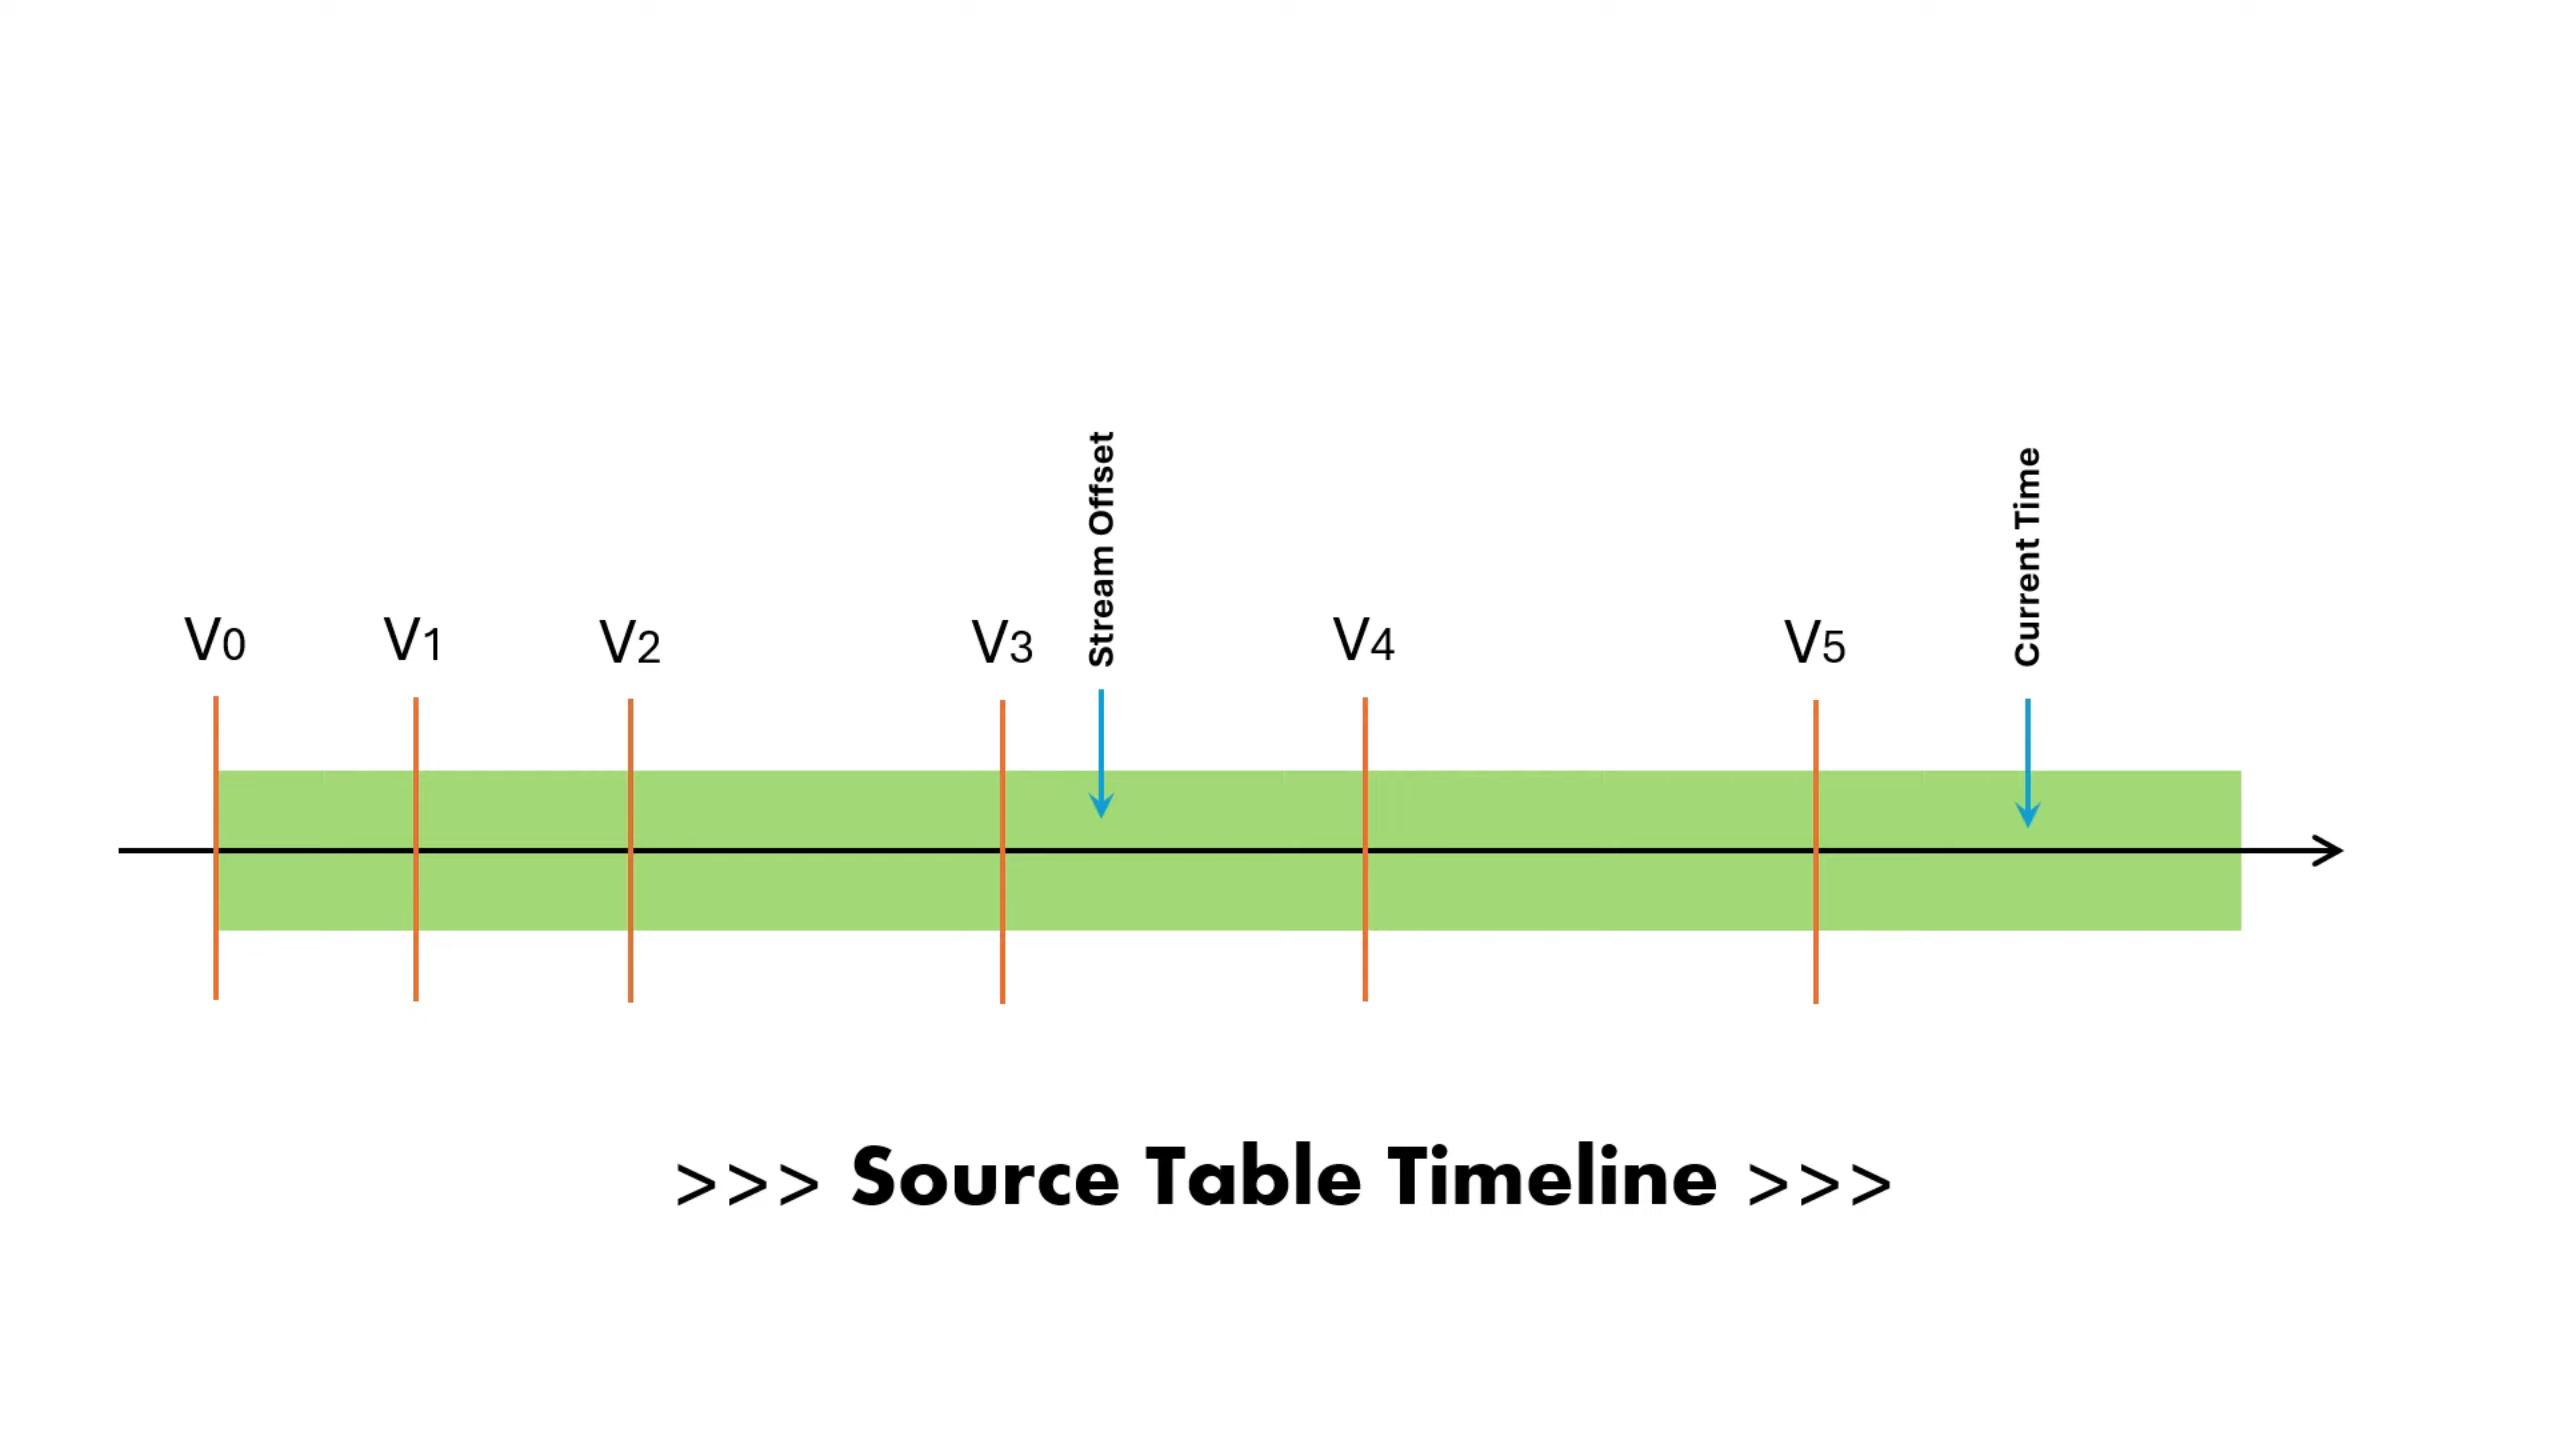 Stream Offset
Current Time
V0 V1 V2 V3 V4 V5
>>> Source Table Timeline >>>